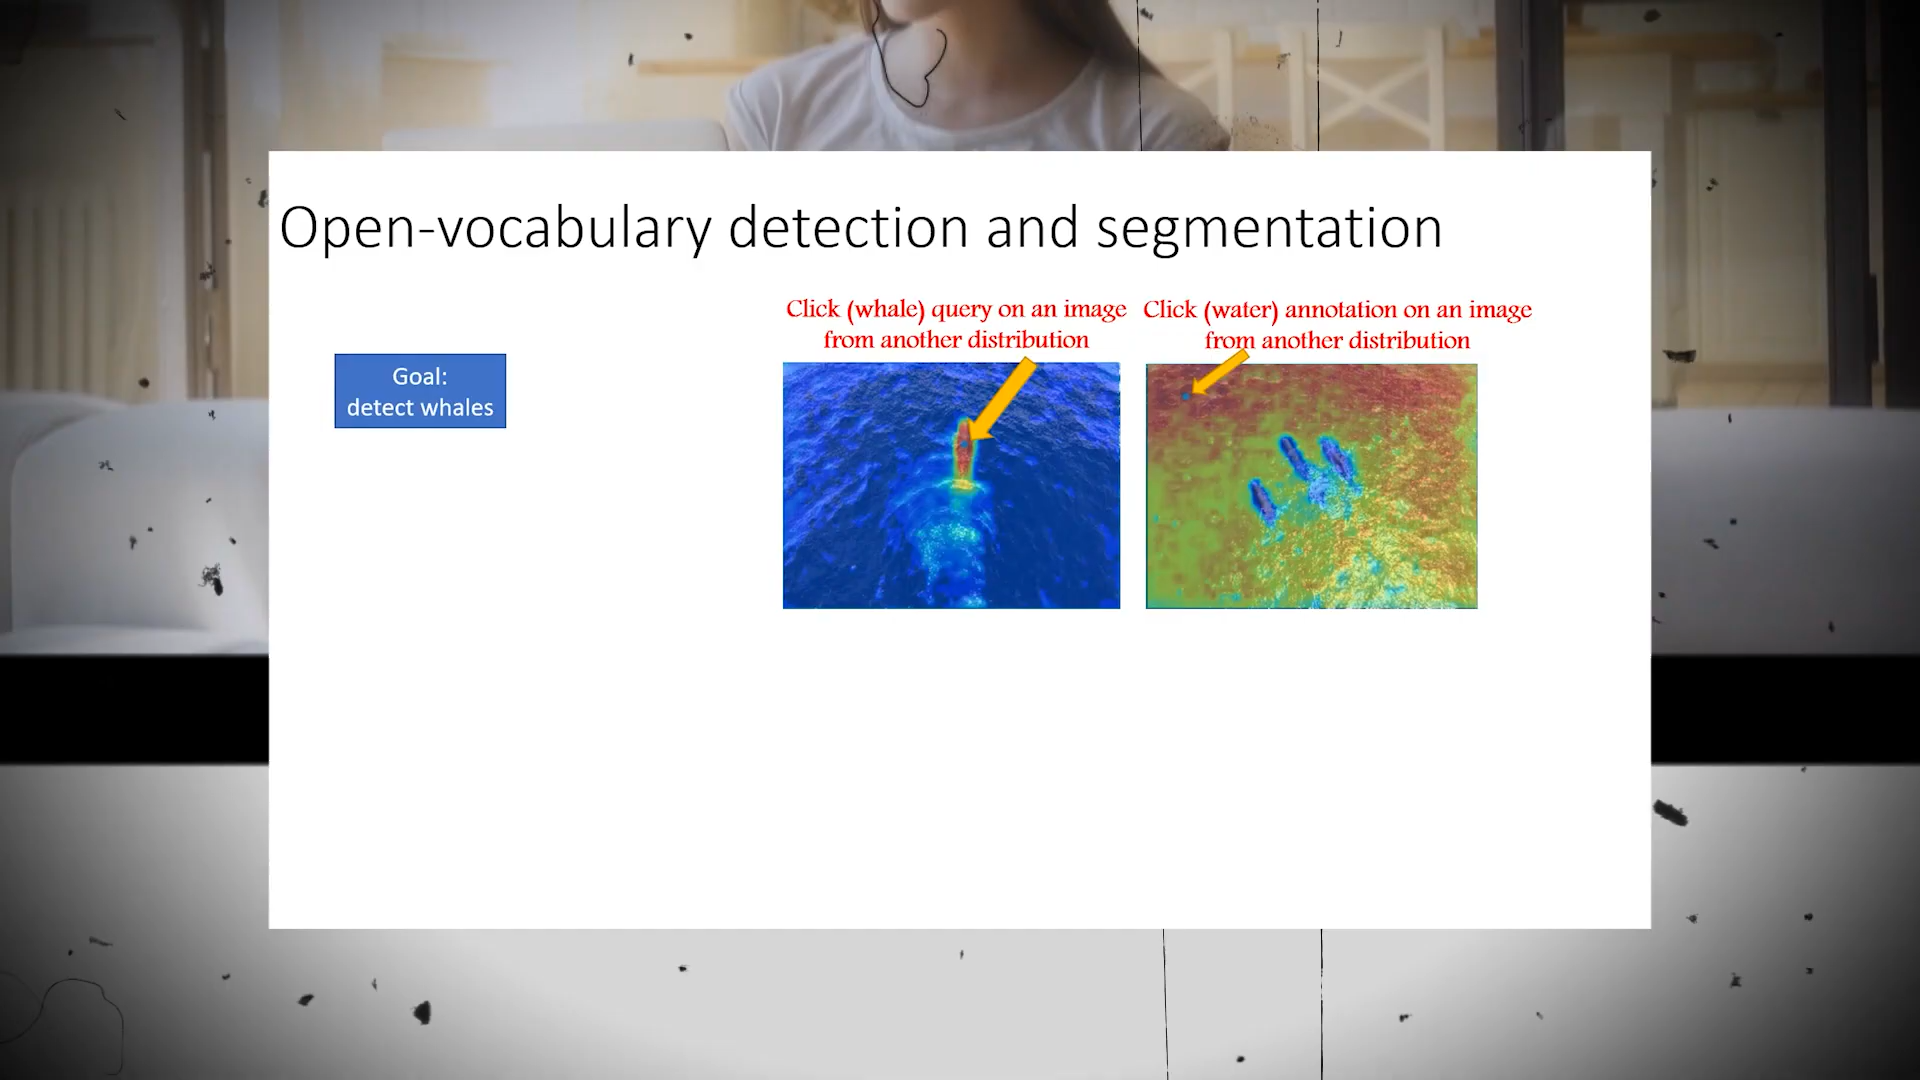 Open-vocabulary detection and segmentation
Click (whale) query on an image
from another distribution
Click (water) annotation on an image
from another distribution
Goal:
detect whales